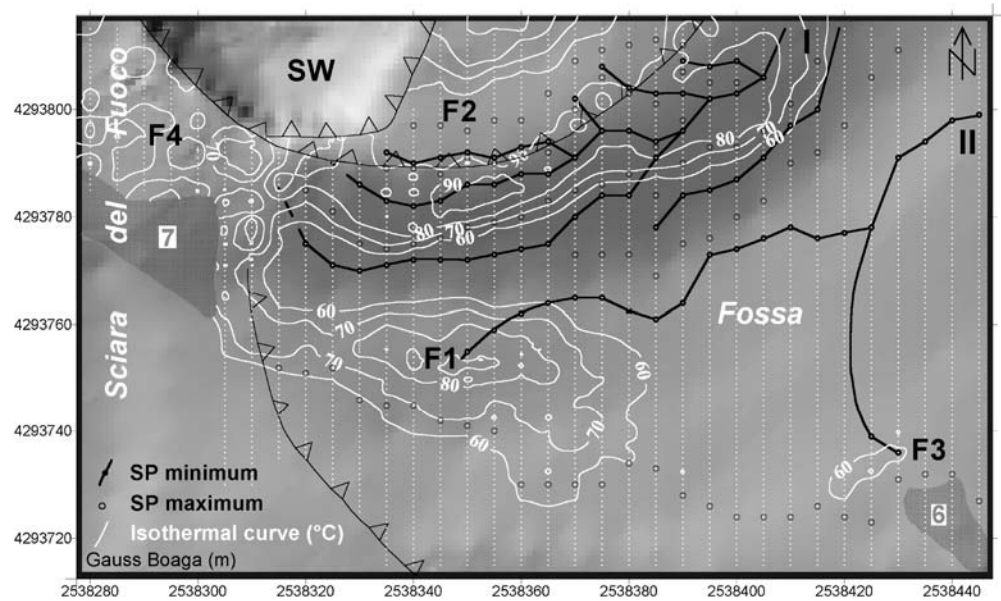 SW
I
N
Fuoco
F4
F2
4293800
II
80
70
60
90
90
4293780
del
7
80
70
60
4293760
60
Fossa
70
F1
60
Sciara
70
80
4293740
60
70
F3
60
SP minimum
SP maximum
6
Isothermal curve (°C)
4293720
Gauss Boaga (m)
2538280 2538300 2538320 2538340 2538360 2538380 2538400 2538420 2538440